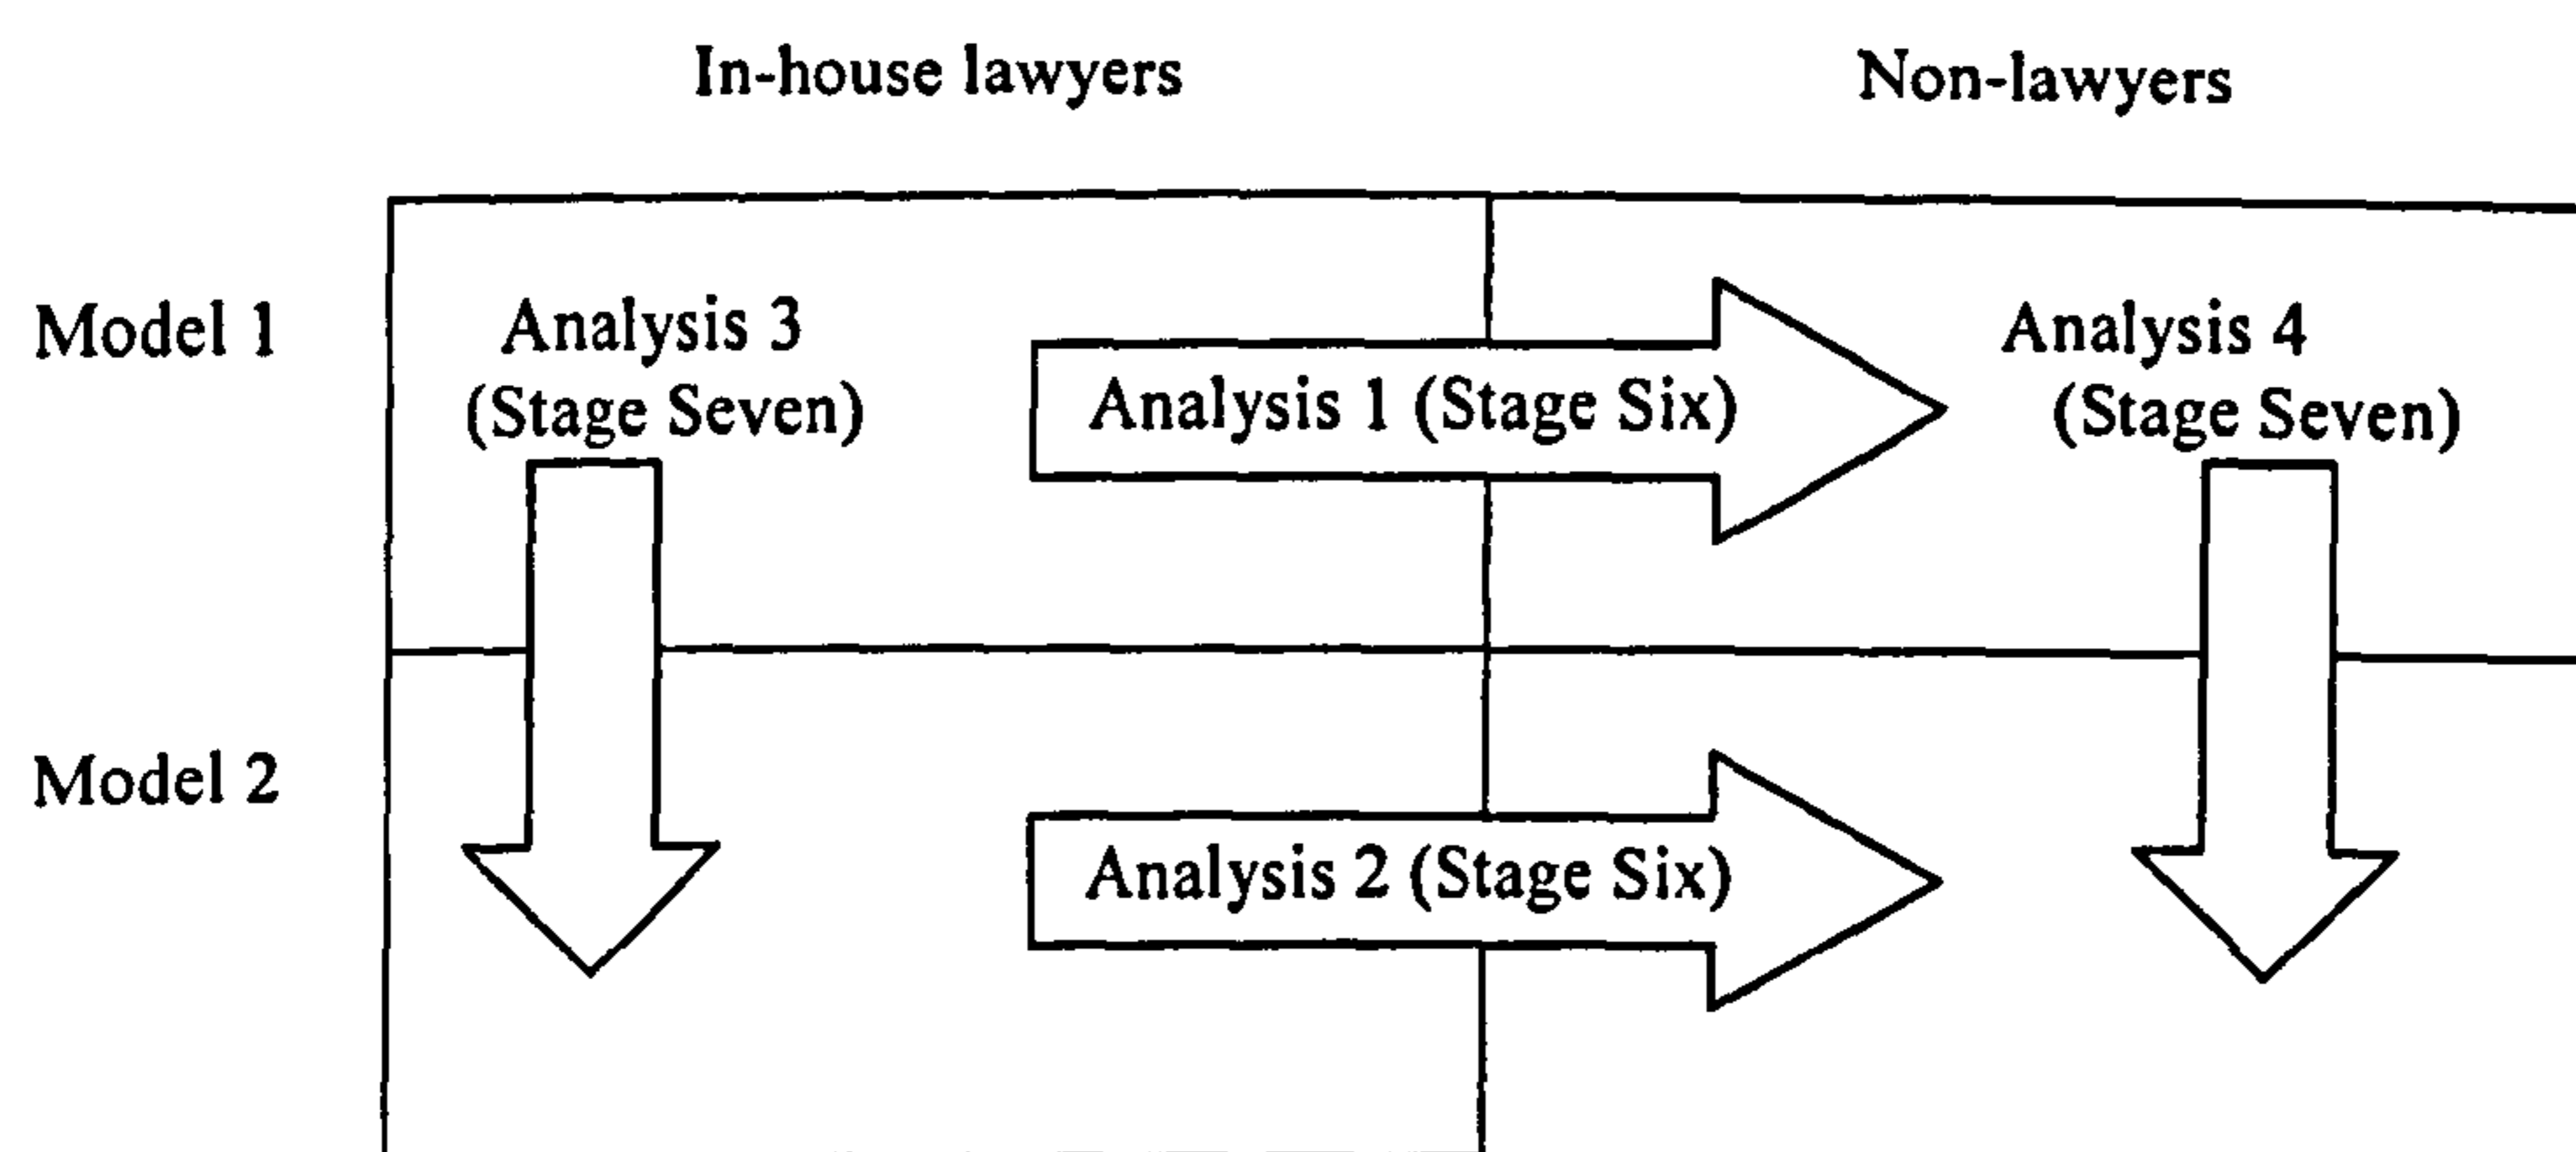 In-house lawyers
Non-lawyers
Model 1
Analysis 3
(Stage Seven)
Analysis 1 (Stage Six)
Analysis 4
(Stage Seven)
Model 2
Analysis 2 (Stage Six)